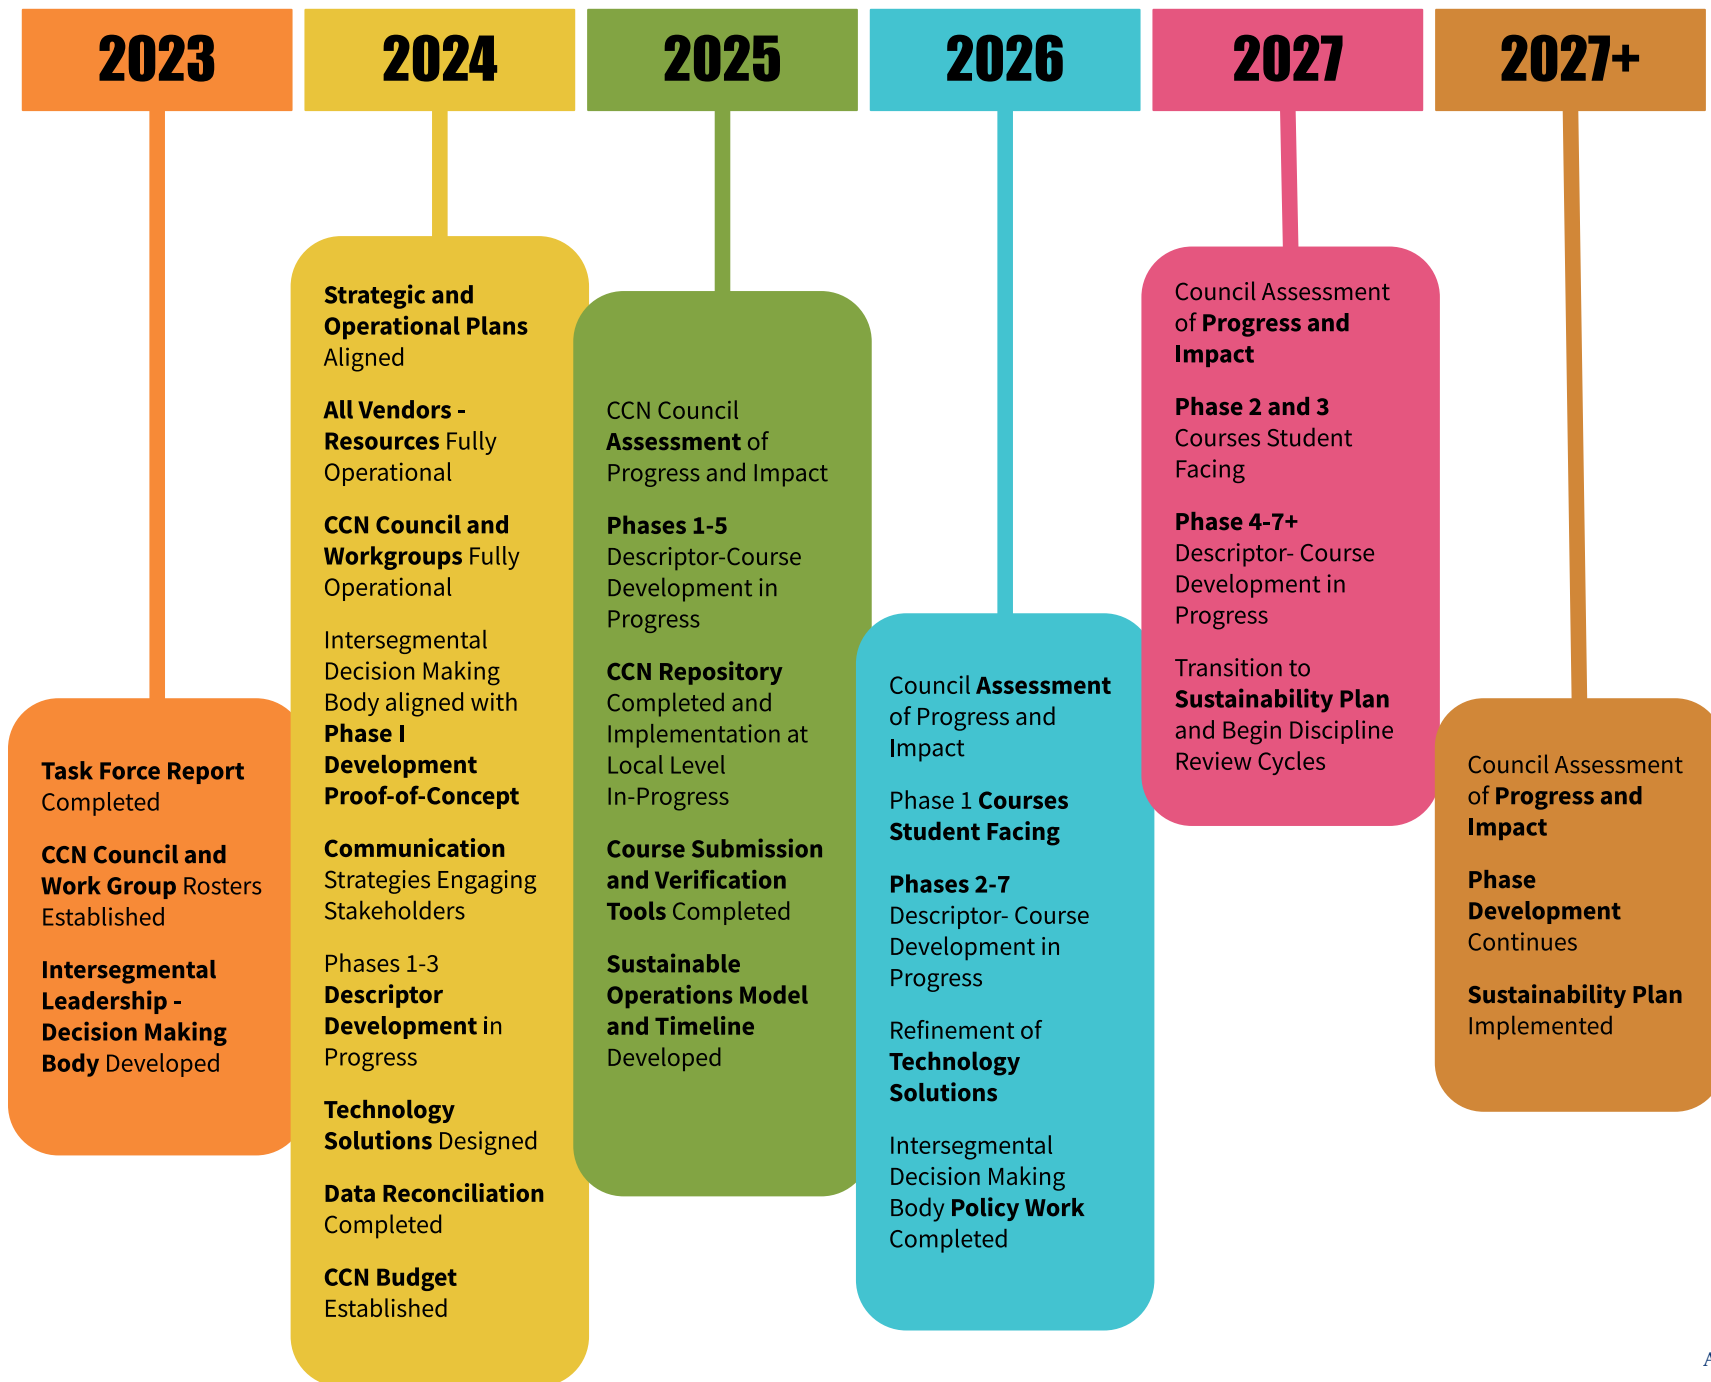 2023
2024
2025
2026
2027
2027+
Task Force Report
Completed
CCN Council and
Work Group Rosters
Established
Intersegmental
Leadership -
Decision Making
Body Developed
Strategic and
Operational Plans
Aligned
All Vendors -
Resources Fully
Operational
CCN Council and
Workgroups Fully
Operational
Intersegmental
Decision Making
Body aligned with
Phase I
Development
Proof-of-Concept
Communication
Strategies Engaging
Stakeholders
Phases 1-3
Descriptor
Development in
Progress
Technology
Solutions Designed
Data Reconciliation
Completed
CCN Budget
Established
CCN Council
Assessment of
Progress and Impact
Phases 1-5
Descriptor-Course
Development in
Progress
CCN Repository
Completed and
Implementation at
Local Level
In-Progress
Course Submission
and Verification
Tools Completed
Sustainable
Operations Model
and Timeline
Developed
Council Assessment
of Progress and
Impact
Phase 1 Courses
Student Facing
Phases 2-7
Descriptor- Course
Development in
Progress
Refinement of
Technology
Solutions
Intersegmental
Decision Making
Body Policy Work
Completed
Council Assessment
of Progress and
Impact
Phase 2 and 3
Courses Student
Facing
Phase 4-7+
Descriptor- Course
Development in
Progress
Transition to
Sustainability Plan
and Begin Discipline
Review Cycles
Council Assessment
of Progress and
Impact
Phase
Development
Continues
Sustainability Plan
Implemented